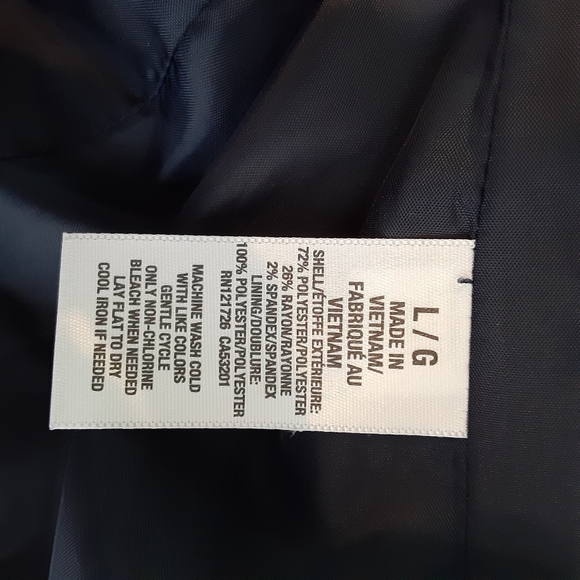 L / G
MADE IN
VIETNAM/
FABRIQUÉ AU
VIETNAM
SHELL/ÉTOFFE EXTÉRIEURE:
72% POLYESTER/POLYESTER
26% RAYON/RAYONNE
2% SPANDEX/SPANDEX
LINING/DOUBLURE:
100% POLYESTER/POLYESTER
RN121726 CA53201
MACHINE WASH COLD
WITH LIKE COLORS
GENTLE CYCLE
ONLY NON-CHLORINE
BLEACH WHEN NEEDED
LAY FLAT TO DRY
COOL IRON IF NEEDED